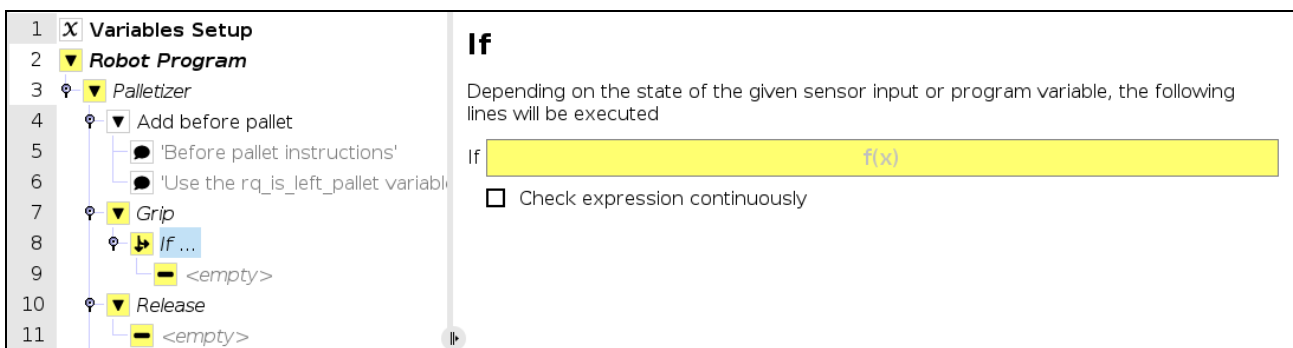 1 X Variables Setup
2 Robot Program
3 Palletizer
4 Add before pallet
5 'Before pallet instructions'
6 'Use the rq_is_left_pallet
7 Grip
8 If ...
9 <empty>
10 Release
11 <empty>
If
Depending on the state of the given sensor input or program variable, the following
lines will be executed
If f(x)
Check expression continuously